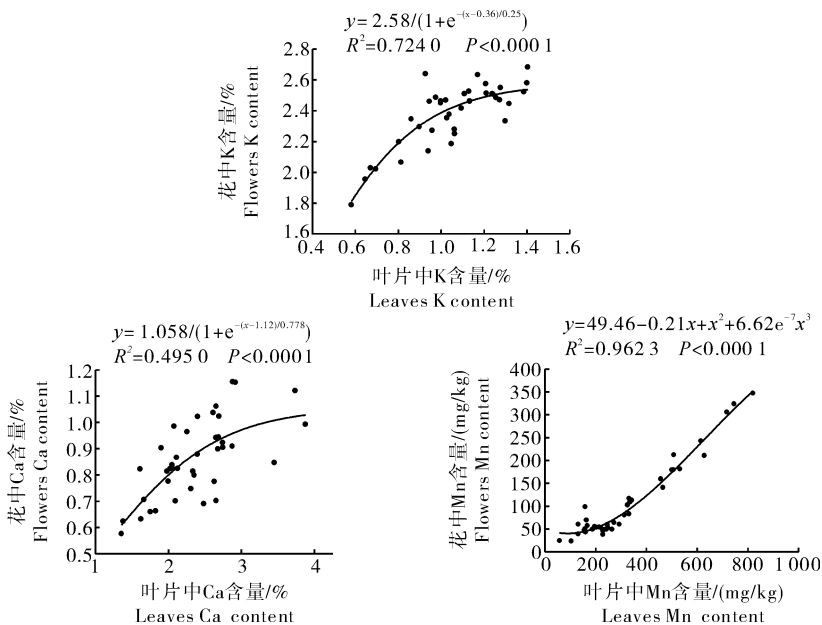 y=2.58/(1+e^-(x-0.36)/0.25)
R²=0.724 0 P<0.000 1
2.8
2.6
2.4
2.2
2.0
1.8
1.6
花中K含量/%
Flowers K content
0.4 0.6 0.8 1.0 1.2 1.4 1.6
叶片中K含量/%
Leaves K content
y=1.058/(1+e^-(x-1.12)/0.778)
R²=0.495 0 P<0.0001
1.2
1.1
1.0
0.9
0.8
0.7
0.6
0.5
花中Ca含量/%
Flowers Ca content
1 2 3 4
叶片中Ca含量/%
Leaves Ca content
y=49.46-0.21x+x²+6.62e⁻⁷x³
R²=0.962 3 P<0.000 1
400
350
300
250
200
150
100
50
0
花中Mn含量/(mg/kg)
Flowers Mn content
0 200 400 600 800 1 000
叶片中Mn含量/(mg/kg)
Leaves Mn content